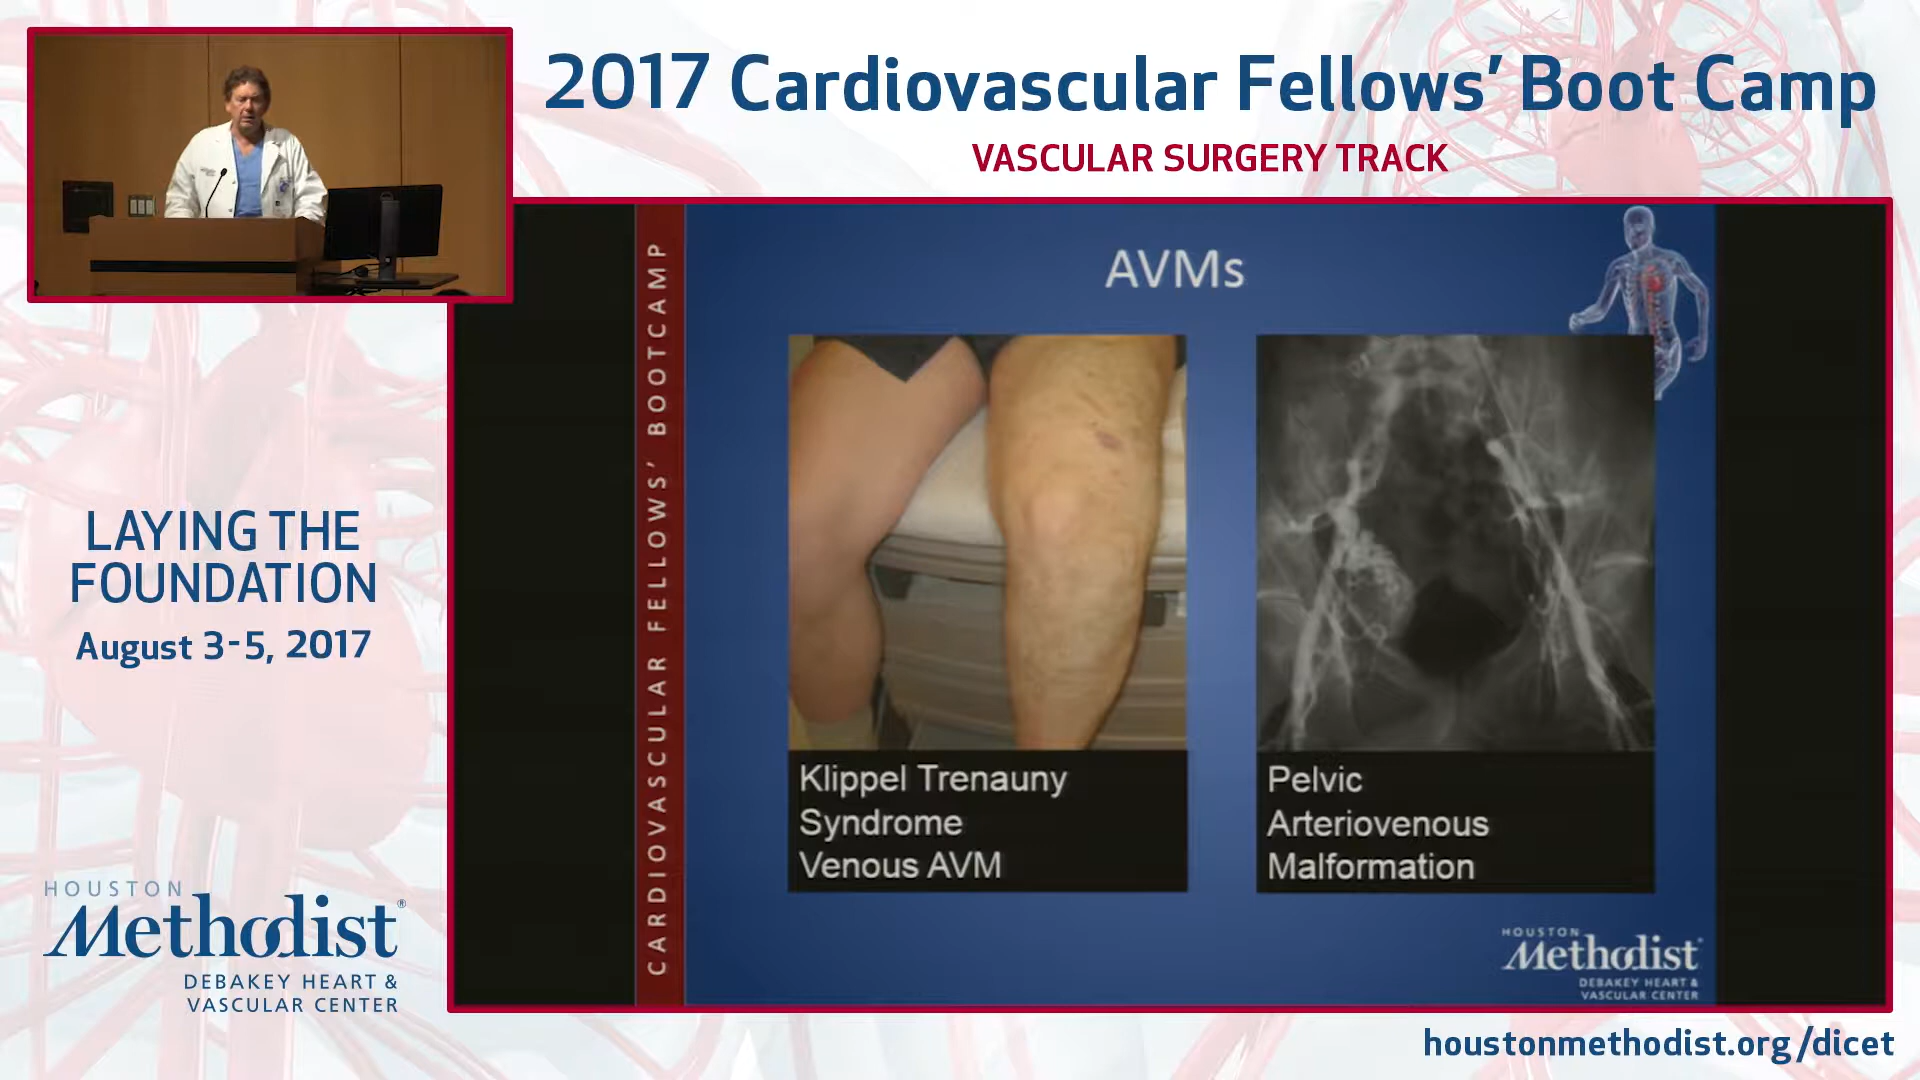 2017 Cardiovascular Fellows’ Boot Camp
VASCULAR SURGERY TRACK
LAYING THE
FOUNDATION
August 3-5, 2017
HOUSTON
Methodist®
DEBAKEY HEART &
VASCULAR CENTER
CARDIOVASCULAR FELLOWS’ BOOTCAMP
AVMs
Klippel Trenauny
Syndrome
Venous AVM
Pelvic
Arteriovenous
Malformation
HOUSTON
Methodist
DEBAKEY HEART &
VASCULAR CENTER
houstonmethodist.org/dicet